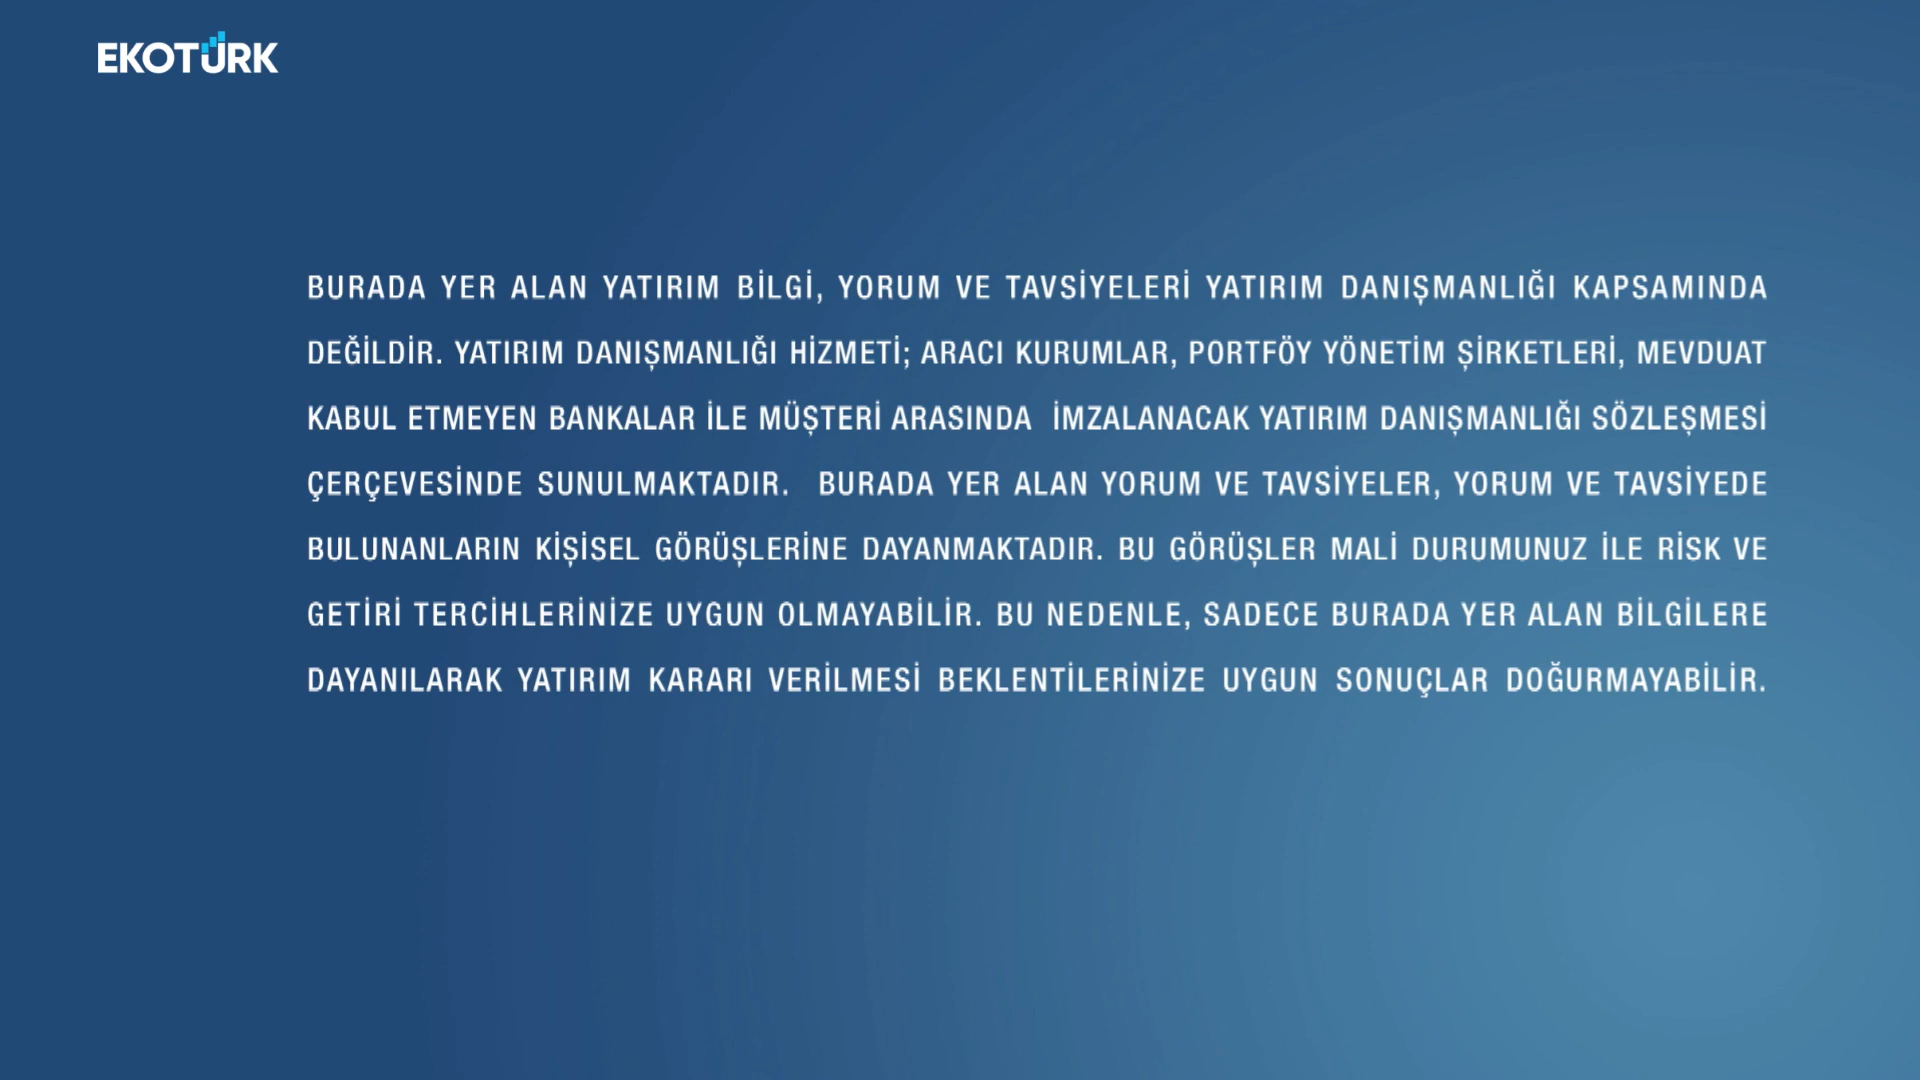 EKOTÜRK
BURADA YER ALAN YATIRIM BİLGİ, YORUM VE TAVSİYELERİ YATIRIM DANIŞMANLIĞI KAPSAMINDA
DEĞİLDİR. YATIRIM DANIŞMANLIĞI HİZMETİ; ARACI KURUMLAR, PORTFÖY YÖNETİM ŞİRKETLERİ, MEVDUAT
KABUL ETMEYEN BANKALAR İLE MÜŞTERİ ARASINDA İMZALANACAK YATIRIM DANIŞMANLIĞI SÖZLEŞMESİ
ÇERÇEVESİNDE SUNULMAKTADIR. BURADA YER ALAN YORUM VE TAVSİYELER, YORUM VE TAVSİYEDE
BULUNANLARIN KİŞİSEL GÖRÜŞLERİNE DAYANMAKTADIR. BU GÖRÜŞLER MALİ DURUMUNUZ İLE RİSK VE
GETİRİ TERCİHLERİNİZE UYGUN OLMAYABİLİR. BU NEDENLE, SADECE BURADA YER ALAN BİLGİLERE
DAYANILARAK YATIRIM KARARI VERİLMESİ BEKLENTİLERİNİZE UYGUN SONUÇLAR DOĞURMAYABİLİR.